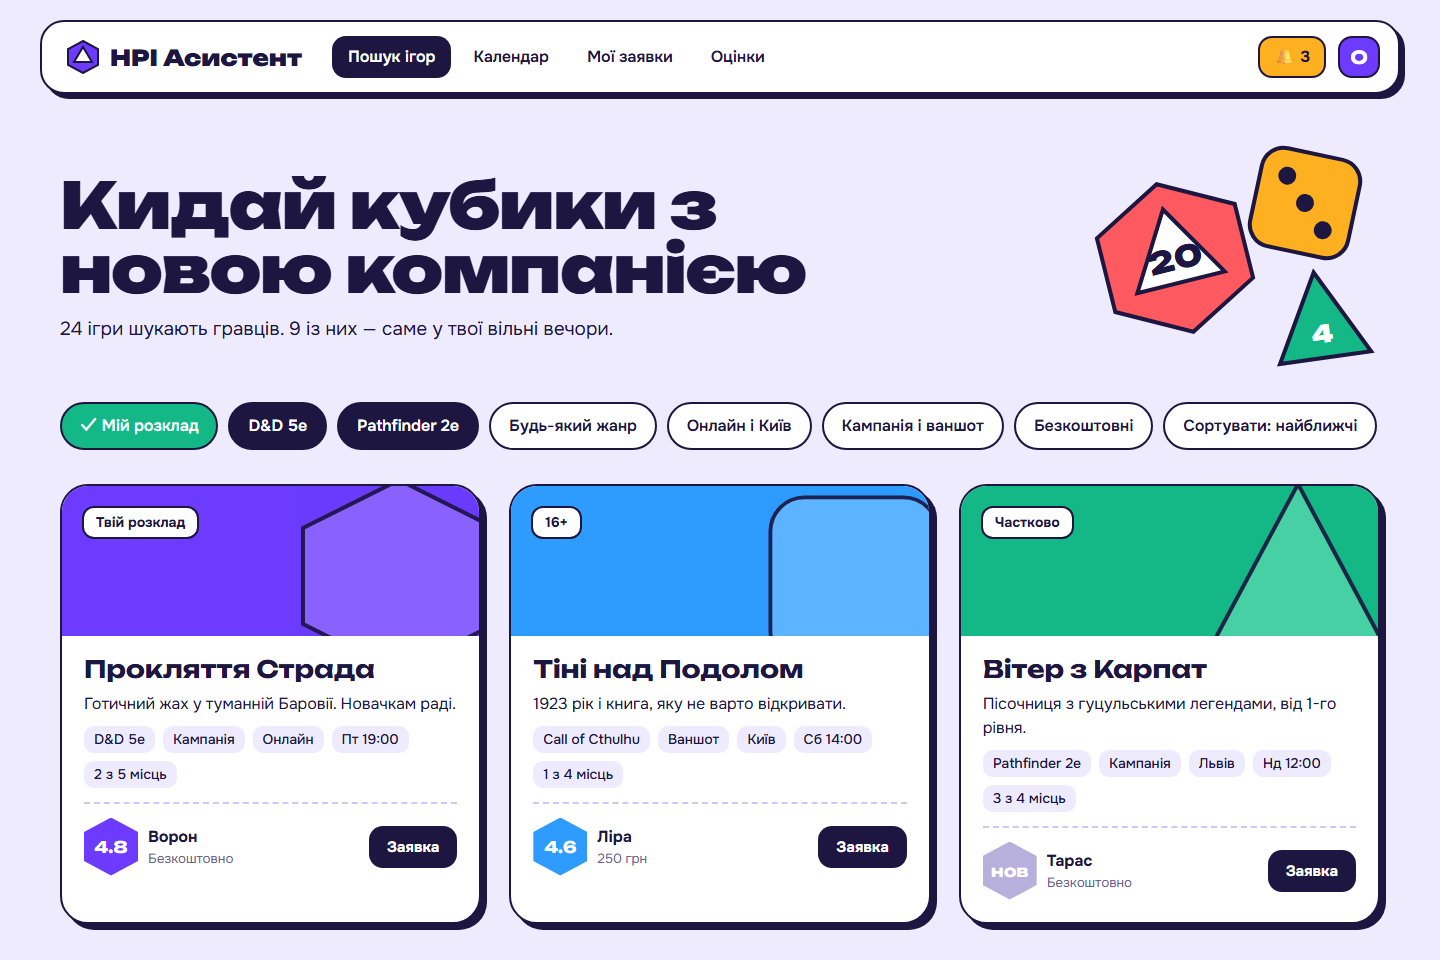 НРІ Асистент
Пошук ігор
Календар
Мої заявки
Оцінки
3
О
Кидай кубики з
новою компанією
24 ігри шукають гравців. 9 із них — саме у твої вільні вечори.
20
4
✓ Мій розклад
D&D 5e
Pathfinder 2e
Будь-який жанр
Онлайн і Київ
Кампанія і ваншот
Безкоштовні
Сортувати: найближчі
Твій розклад
Прокляття Страда
Готичний жах у туманній Баровії. Новачкам раді.
D&D 5e Кампанія Онлайн Пт 19:00
2 з 5 місць
4.8
Ворон
Безкоштовно
Заявка
16+
Тіні над Подолом
1923 рік і книга, яку не варто відкривати.
Call of Cthulhu Ваншот Київ Сб 14:00
1 з 4 місць
4.6
Ліра
250 грн
Заявка
Частково
Вітер з Карпат
Пісочниця з гуцульськими легендами, від 1-го
рівня.
Pathfinder 2e Кампанія Львів Нд 12:00
3 з 4 місць
НОВ
Тарас
Безкоштовно
Заявка